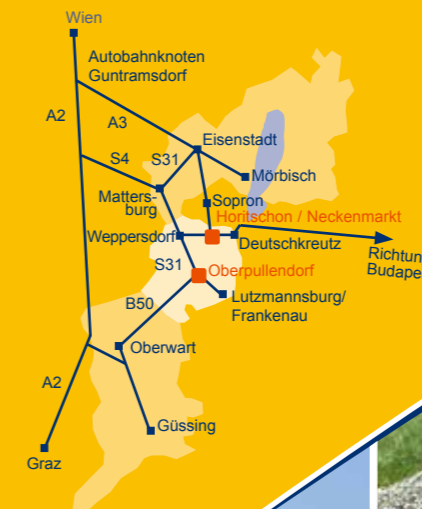 Wien
Autobahnknoten
Guntramsdorf
A2
A3
Eisenstadt
S4
S31
Mörbisch
Matters-
burg
Sopron
Horitschon / Neckenmarkt
Weppersdorf
Deutschkreutz
Richtun
Budape
S31
Oberpullendorf
B50
Lutzmannsburg/
Frankenau
Oberwart
A2
Güssing
Graz